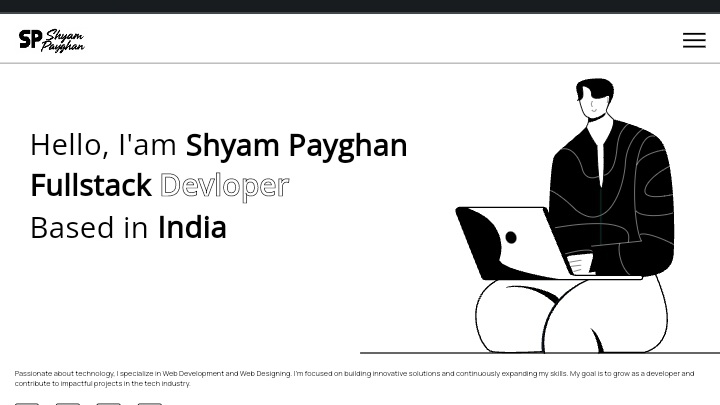 SP Shyam
Payghan
Hello, I'am Shyam Payghan
Fullstack Devloper
Based in India
Passionate about technology, I specialize in Web Development and Web Designing. I'm focused on building innovative solutions and continuously expanding my skills. My goal is to grow as a developer and
contribute to impactful projects in the tech industry.